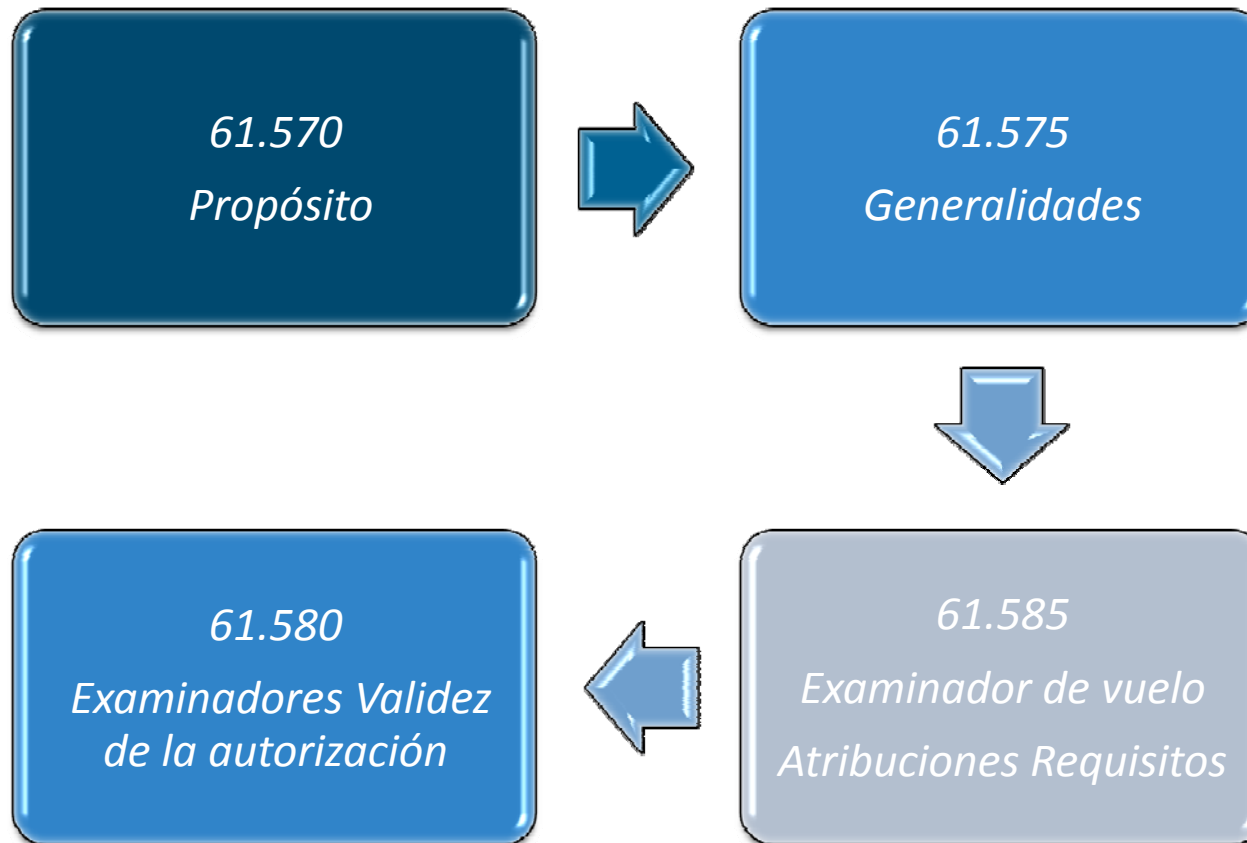 61.570
Propósito
61.575
Generalidades
61.585
Examinador de vuelo
Atribuciones Requisitos
61.580
Examinadores Validez
de la autorización